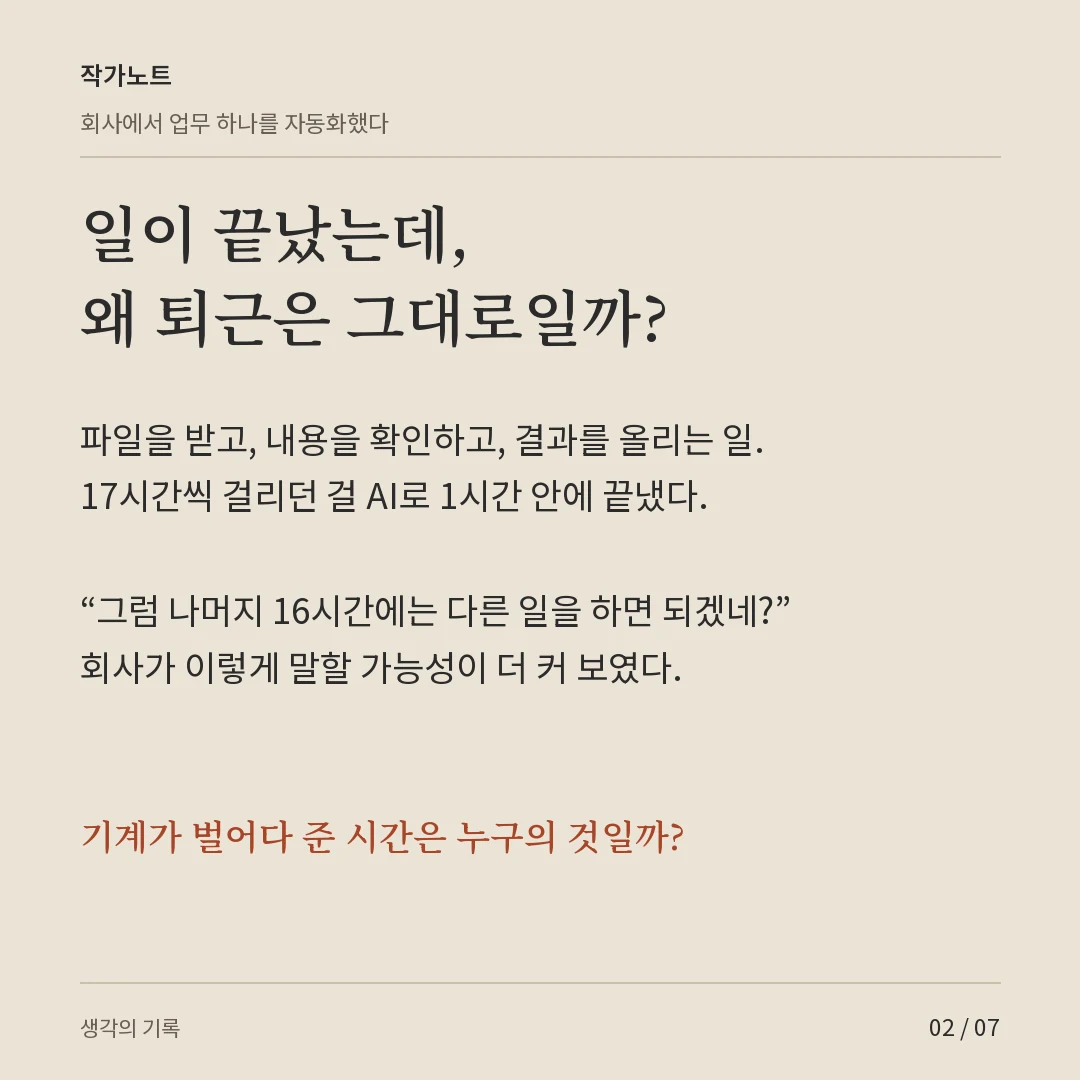 작가노트
회사에서 업무 하나를 자동화했다
일이 끝났는데,
왜 퇴근은 그대로일까?
파일을 받고, 내용을 확인하고, 결과를 올리는 일.
17시간씩 걸리던 걸 AI로 1시간 안에 끝냈다.
“그럼 나머지 16시간에는 다른 일을 하면 되겠네?”
회사가 이렇게 말할 가능성이 더 커 보였다.
기계가 벌어다 준 시간은 누구의 것일까?
생각의 기록
02 / 07